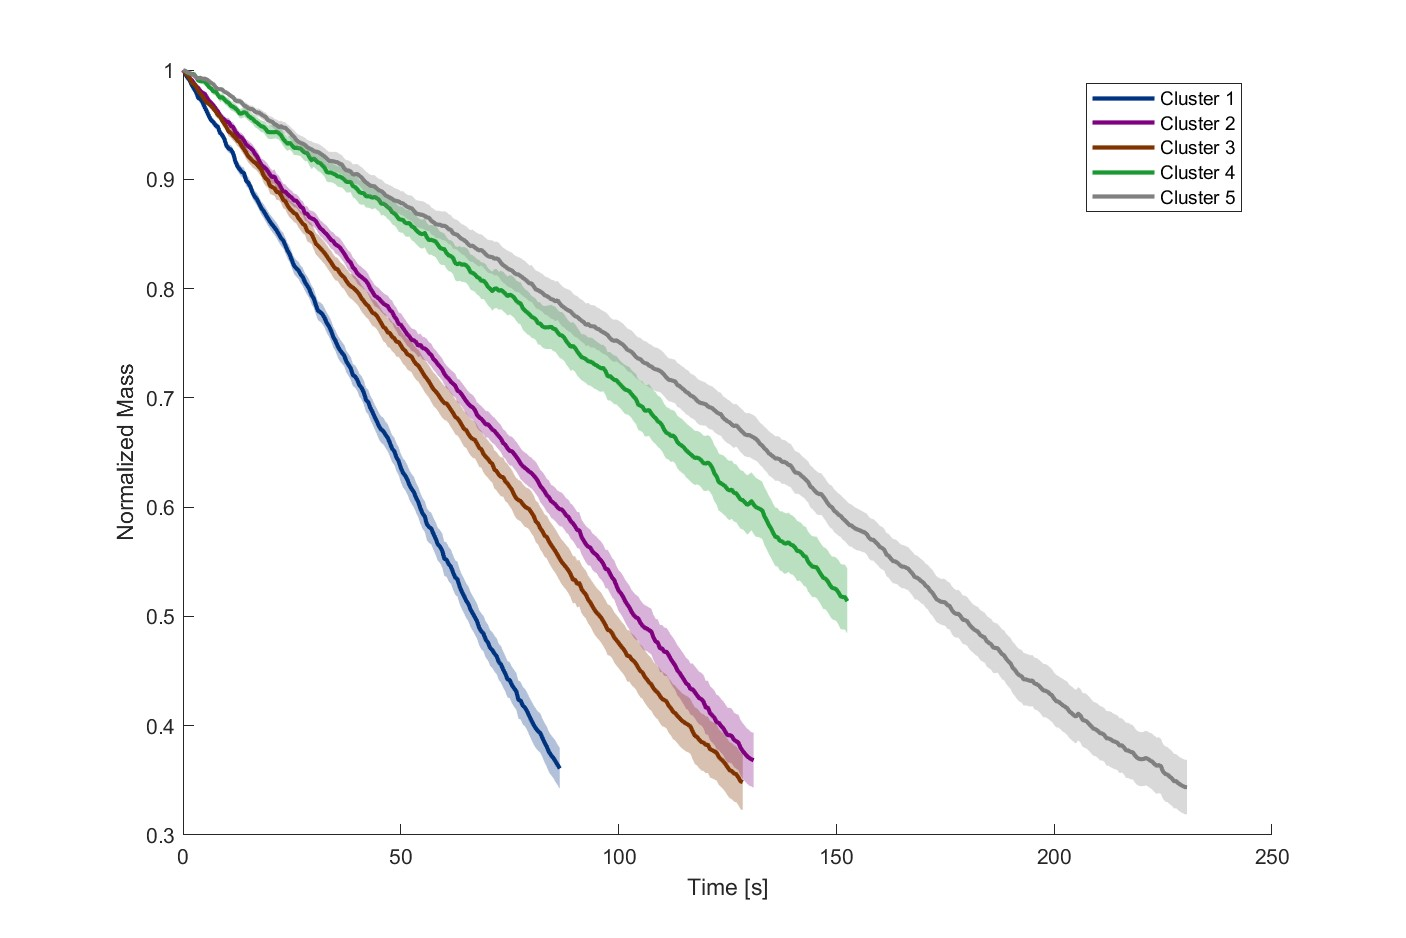 1
0.9
0.8
0.7
0.6
0.5
0.4
0.3
Normalized Mass
0 50 100 150 200 250
Time [s]
Cluster 1
Cluster 2
Cluster 3
Cluster 4
Cluster 5